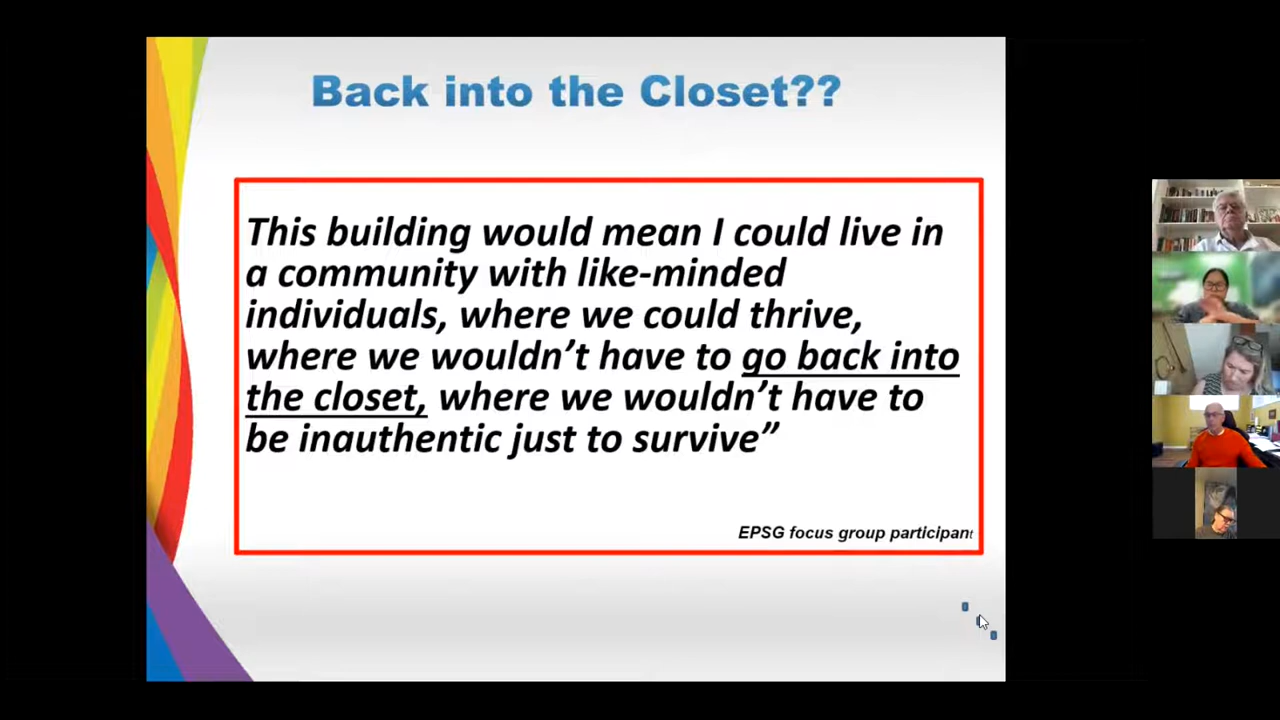 Back into the Closet??
This building would mean I could live in
a community with like-minded
individuals, where we could thrive,
where we wouldn’t have to go back into
the closet, where we wouldn’t have to
be inauthentic just to survive”
EPSG focus group participant